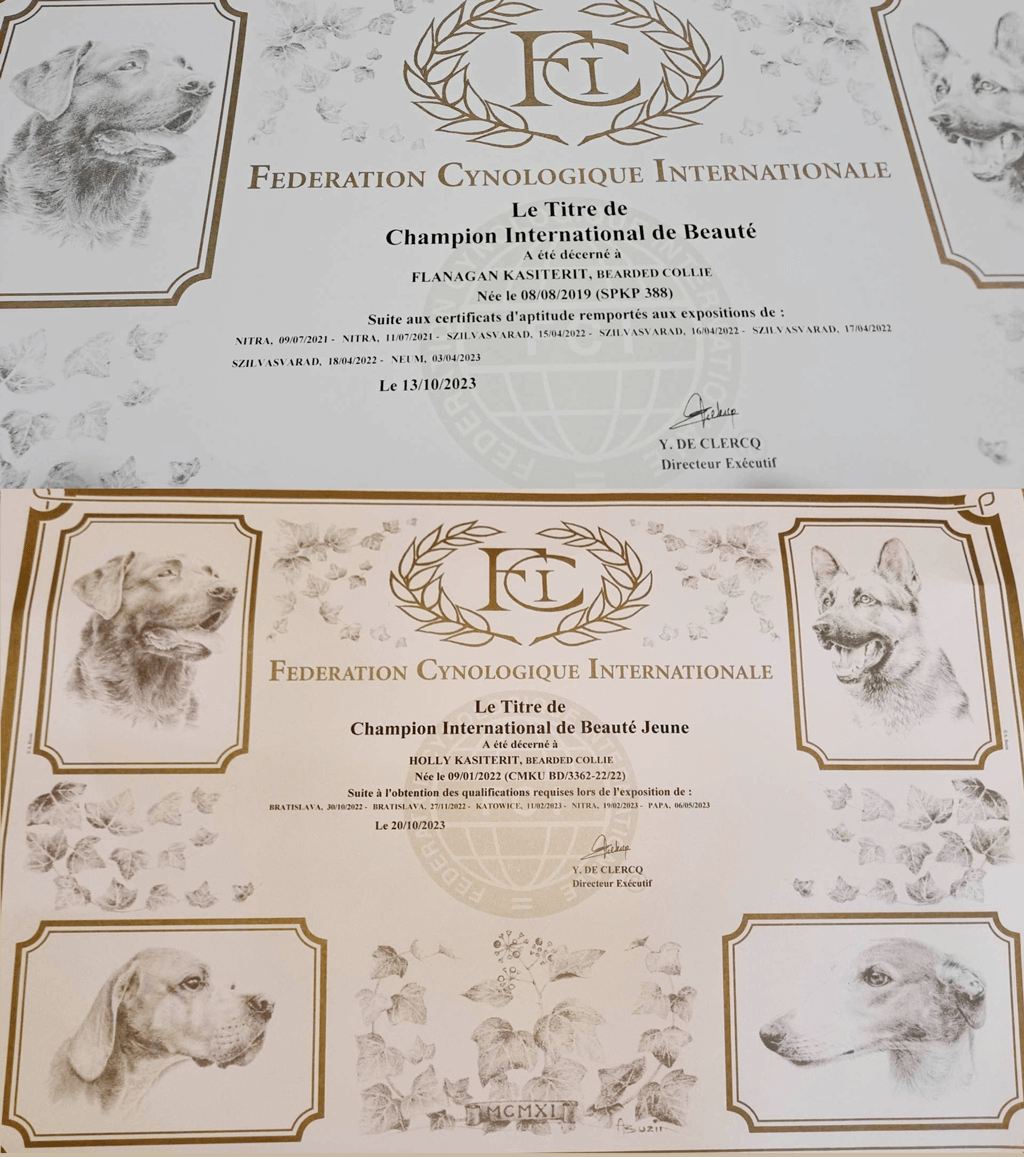 FCI
FEDERATION CYNOLOGIQUE INTERNATIONALE
Le Titre de
Champion International de Beauté
A été décerné à
FLANAGAN KASITERIT, BEARDED COLLIE
Née le 08/08/2019 (SPKP 388)
Suite aux certificats d'aptitude remportés aux expositions de :
NITRA, 09/07/2021 - NITRA, 11/07/2021 - SZILVASVARAD, 15/04/2022 - SZILVASVARAD, 16/04/2022 - SZILVASVARAD, 17/04/2022
SZILVASVARAD, 18/04/2022 - NEUM, 03/04/2023
Le 13/10/2023
Y. DE CLERCQ
Directeur Exécutif
FCI
FEDERATION CYNOLOGIQUE INTERNATIONALE
Le Titre de
Champion International de Beauté Jeune
A été décerné à
HOLLY KASITERIT, BEARDED COLLIE
Née le 09/01/2022 (CMKU BD/3362-22/22)
Suite à l'obtention des qualifications requises lors de l'exposition de :
BRATISLAVA, 30/10/2022 - BRATISLAVA, 27/11/2022 - KATOWICE, 11/02/2023 - NITRA, 19/02/2023 - PAPA, 06/05/2023
Le 20/10/2023
Y. DE CLERCQ
Directeur Exécutif
MCMXI